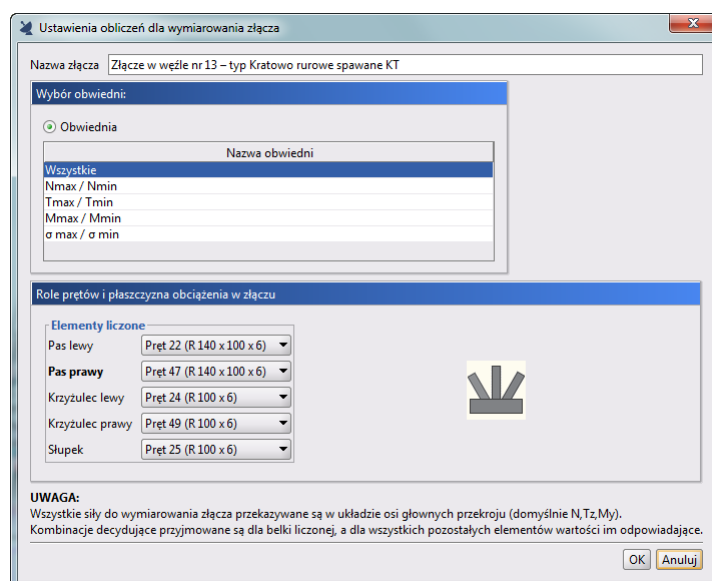 Ustawienia obliczeń dla wymiarowania złącza
Nazwa złącza Złącze w węźle nr 13 – typ Kratowo rurowe spawane KT
Wybór obwiedni:
Obwiednia
Nazwa obwiedni
Wszystkie
Nmax / Nmin
Tmax / Tmin
Mmax / Mmin
σ max / σ min
Role prętów i płaszczyzna obciążenia w złączu
Elementy liczone
Pas lewy Pręt 22 (R 140 x 100 x 6)
Pas prawy Pręt 47 (R 140 x 100 x 6)
Krzyżulec lewy Pręt 24 (R 100 x 6)
Krzyżulec prawy Pręt 49 (R 100 x 6)
Słupek Pręt 25 (R 100 x 6)
UWAGA:
Wszystkie siły do wymiarowania złącza przekazywane są w układzie osi głownych przekroju (domyślnie N,Tz,My).
Kombinacje decydujące przyjmowane są dla belki liczonej, a dla wszystkich pozostałych elementów wartości im odpowiadające.
OK Anuluj